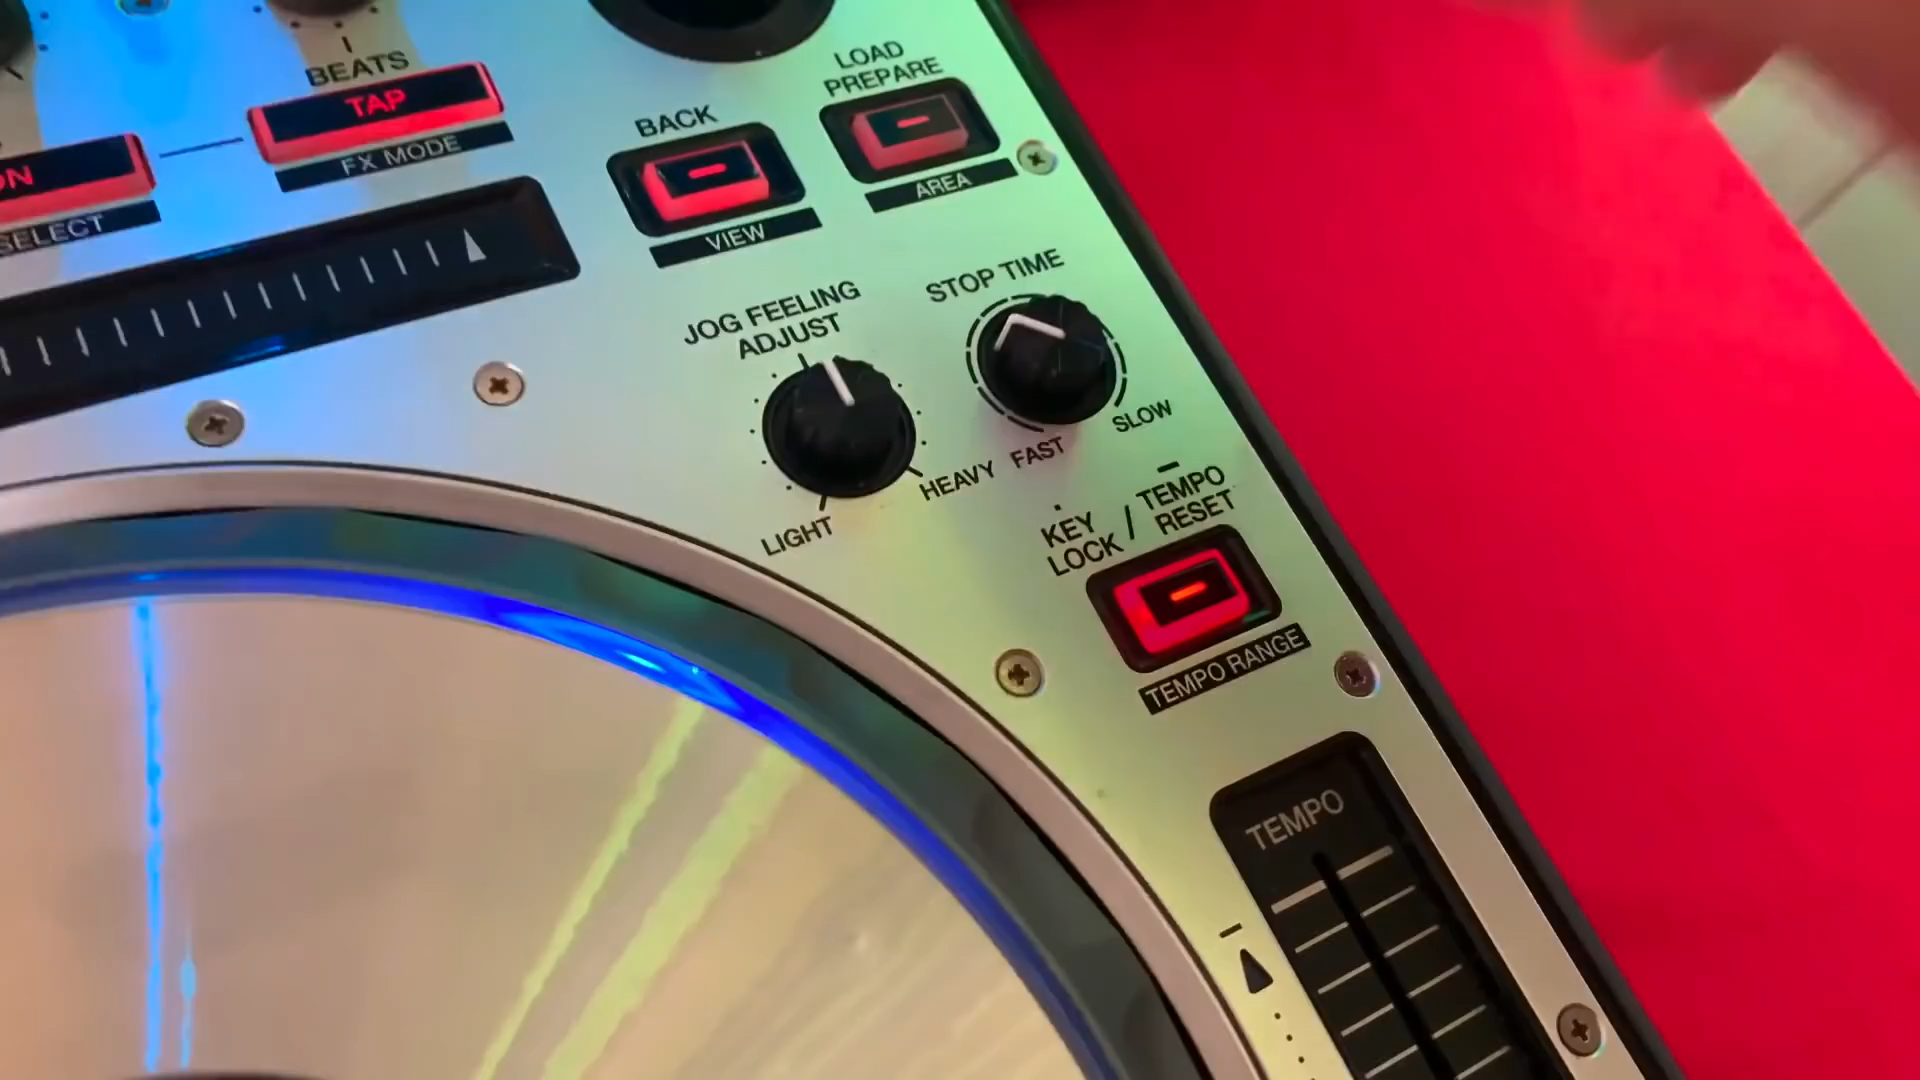 BEATS
TAP
FX MODE
ON
SELECT
BACK
VIEW
LOAD
PREPARE
AREA
JOG FEELING
ADJUST
LIGHT
HEAVY
STOP TIME
FAST
SLOW
KEY
LOCK
/
TEMPO
RESET
TEMPO RANGE
TEMPO